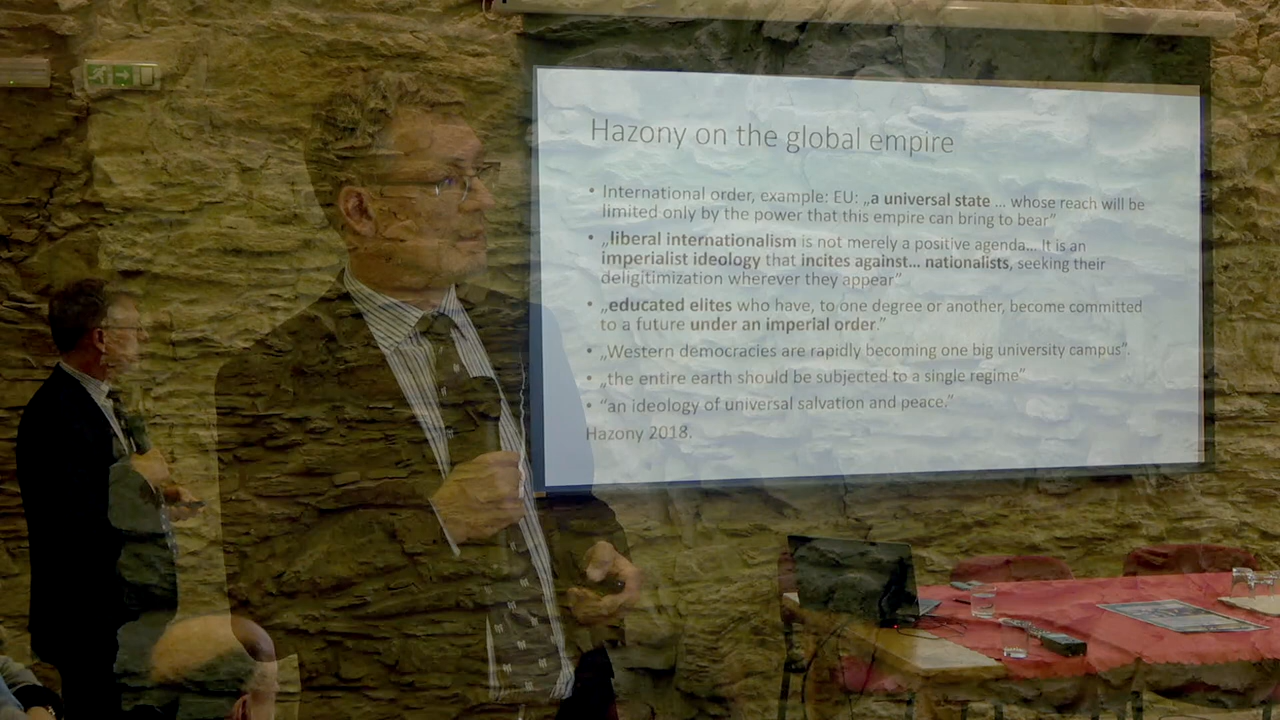 Hazony on the global empire
• International order, example: EU: „a universal state ... whose reach will be
limited only by the power that this empire can bring to bear”
• „liberal internationalism is not merely a positive agenda... It is an
imperialist ideology that incites against... nationalists, seeking their
deligitimization wherever they appear”
• „educated elites who have, to one degree or another, become committed
to a future under an imperial order.”
• „Western democracies are rapidly becoming one big university campus”.
• „the entire earth should be subjected to a single regime”
• “an ideology of universal salvation and peace.”
Hazony 2018.